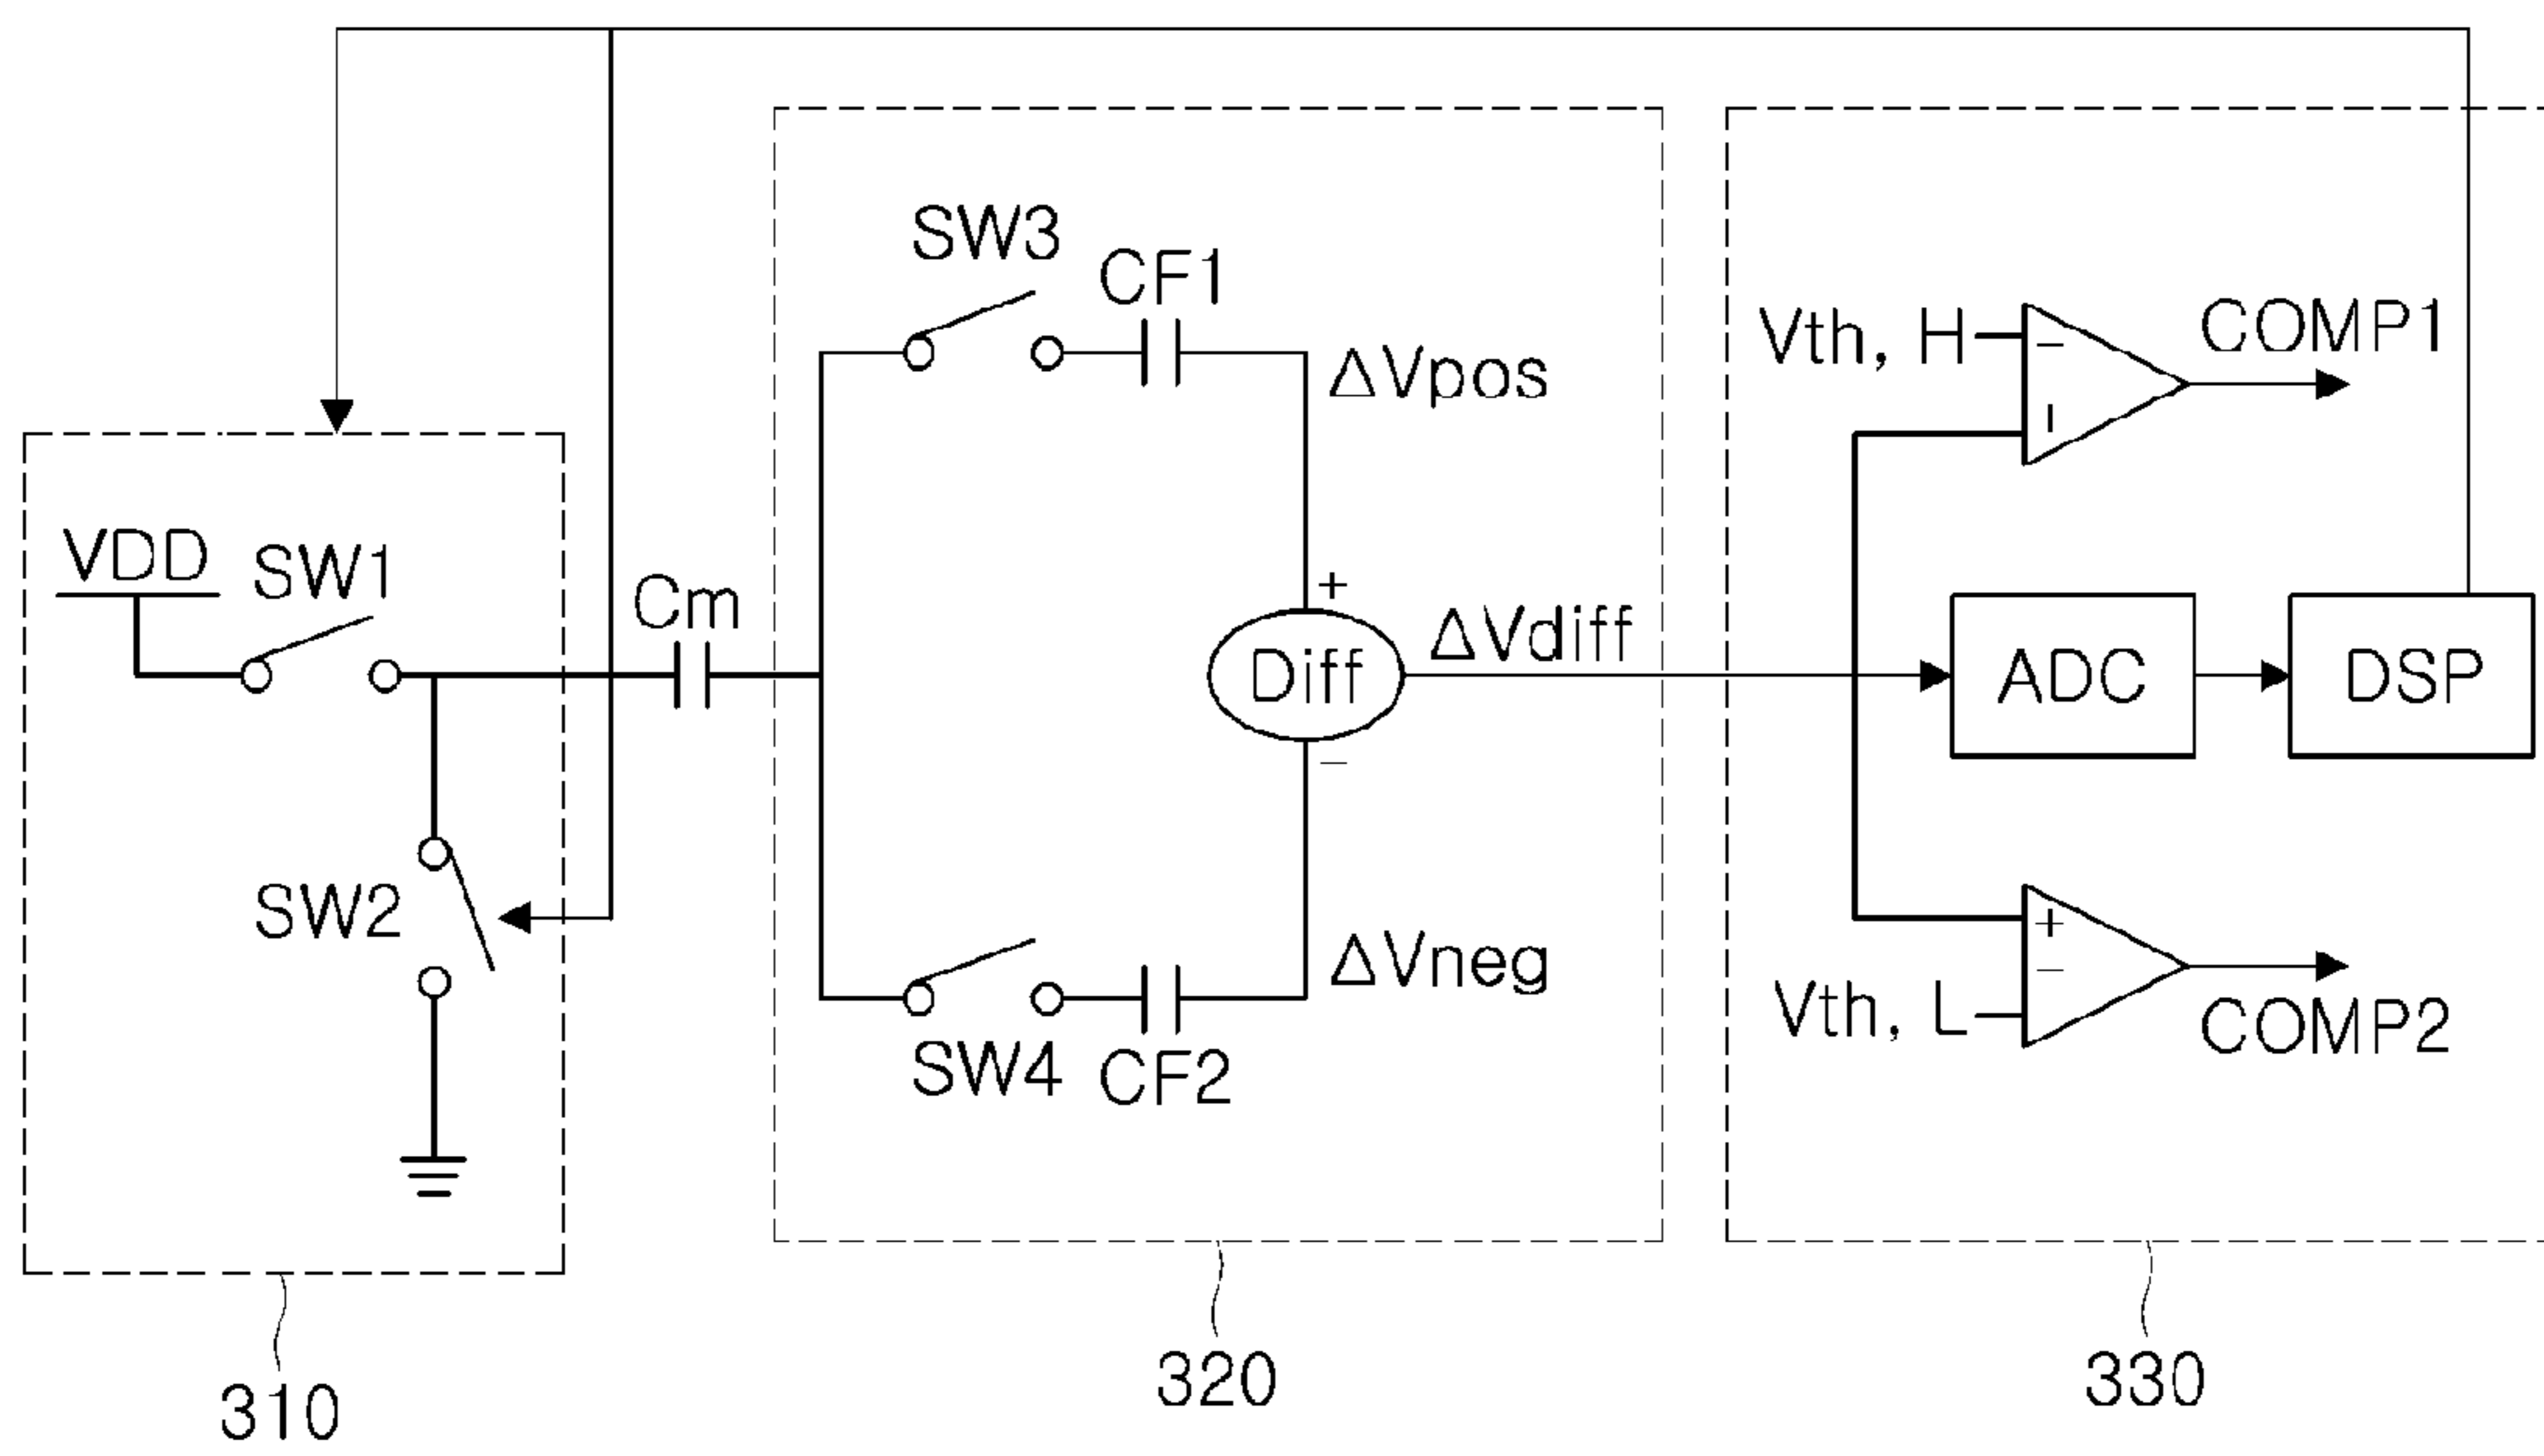 SW3
CF1
ΔVpos
Vth, H
−
COMP1
VDD
SW1
Cm
+
Diff
−
ΔVdiff
ADC
DSP
SW2
ΔVneg
SW4
CF2
+
−
Vth, L
COMP2
310
320
330